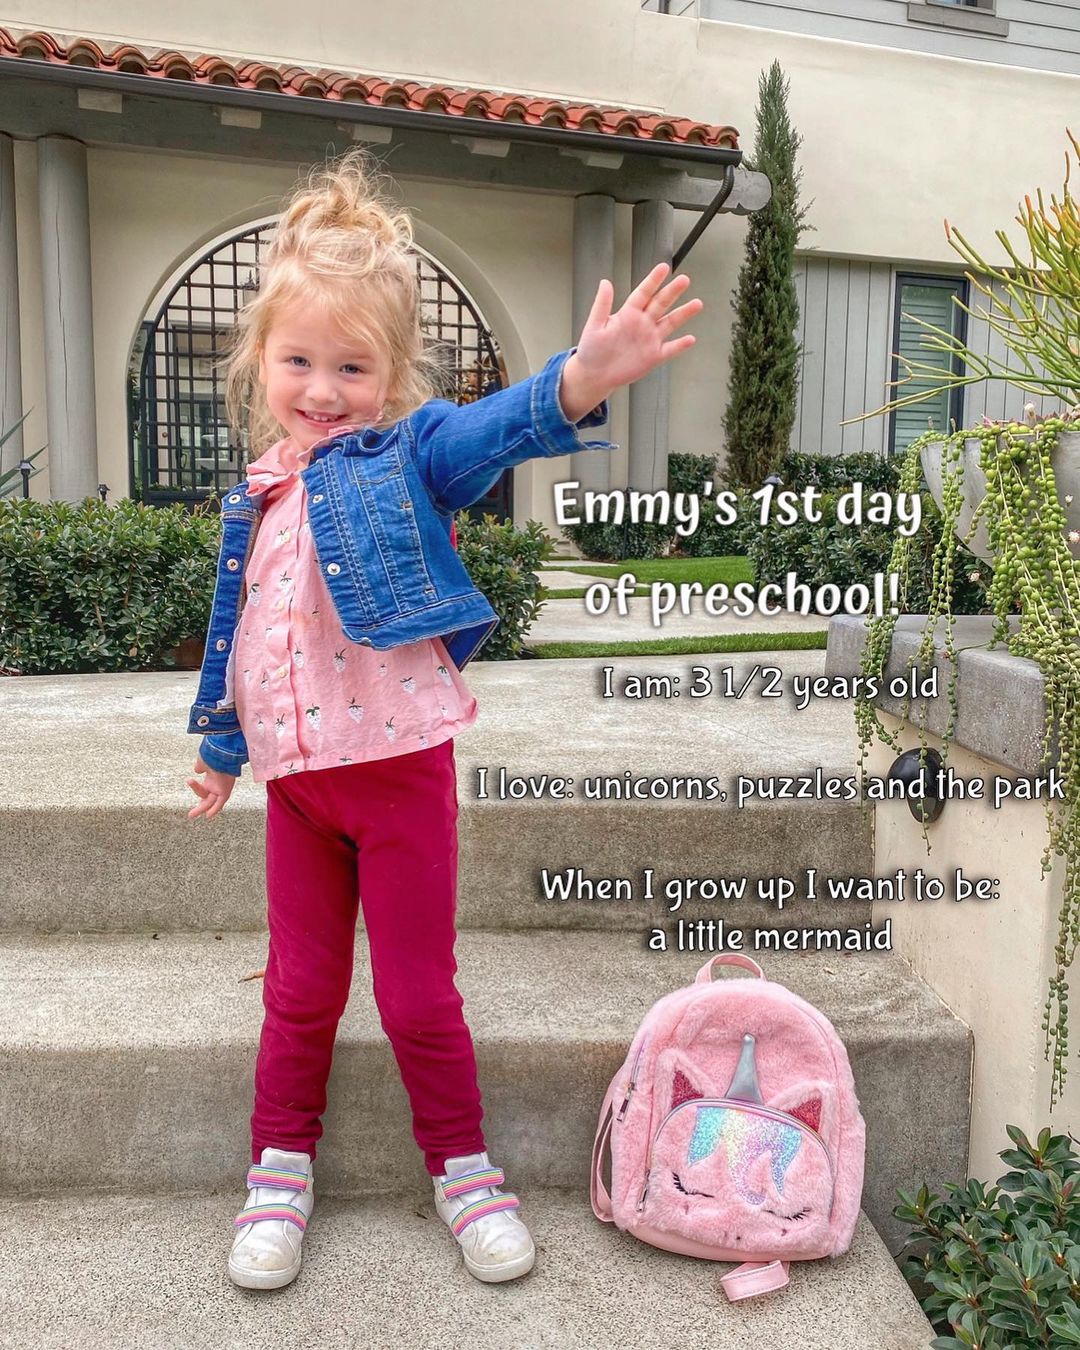 Emmy's 1st day
of preschool!
I am: 3 1/2 years old
I love: unicorns, puzzles and the park
When I grow up I want to be:
a little mermaid